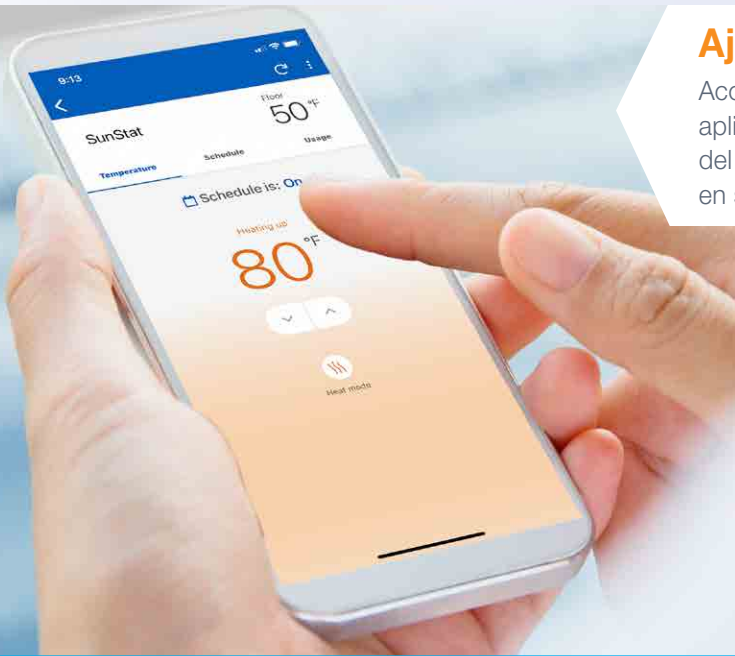 9:13
SunStat
Floor
50°F
Temperature Schedule Usage
Schedule is: On
Heating up
80°F
Heat mode
Aj
apli
del
en